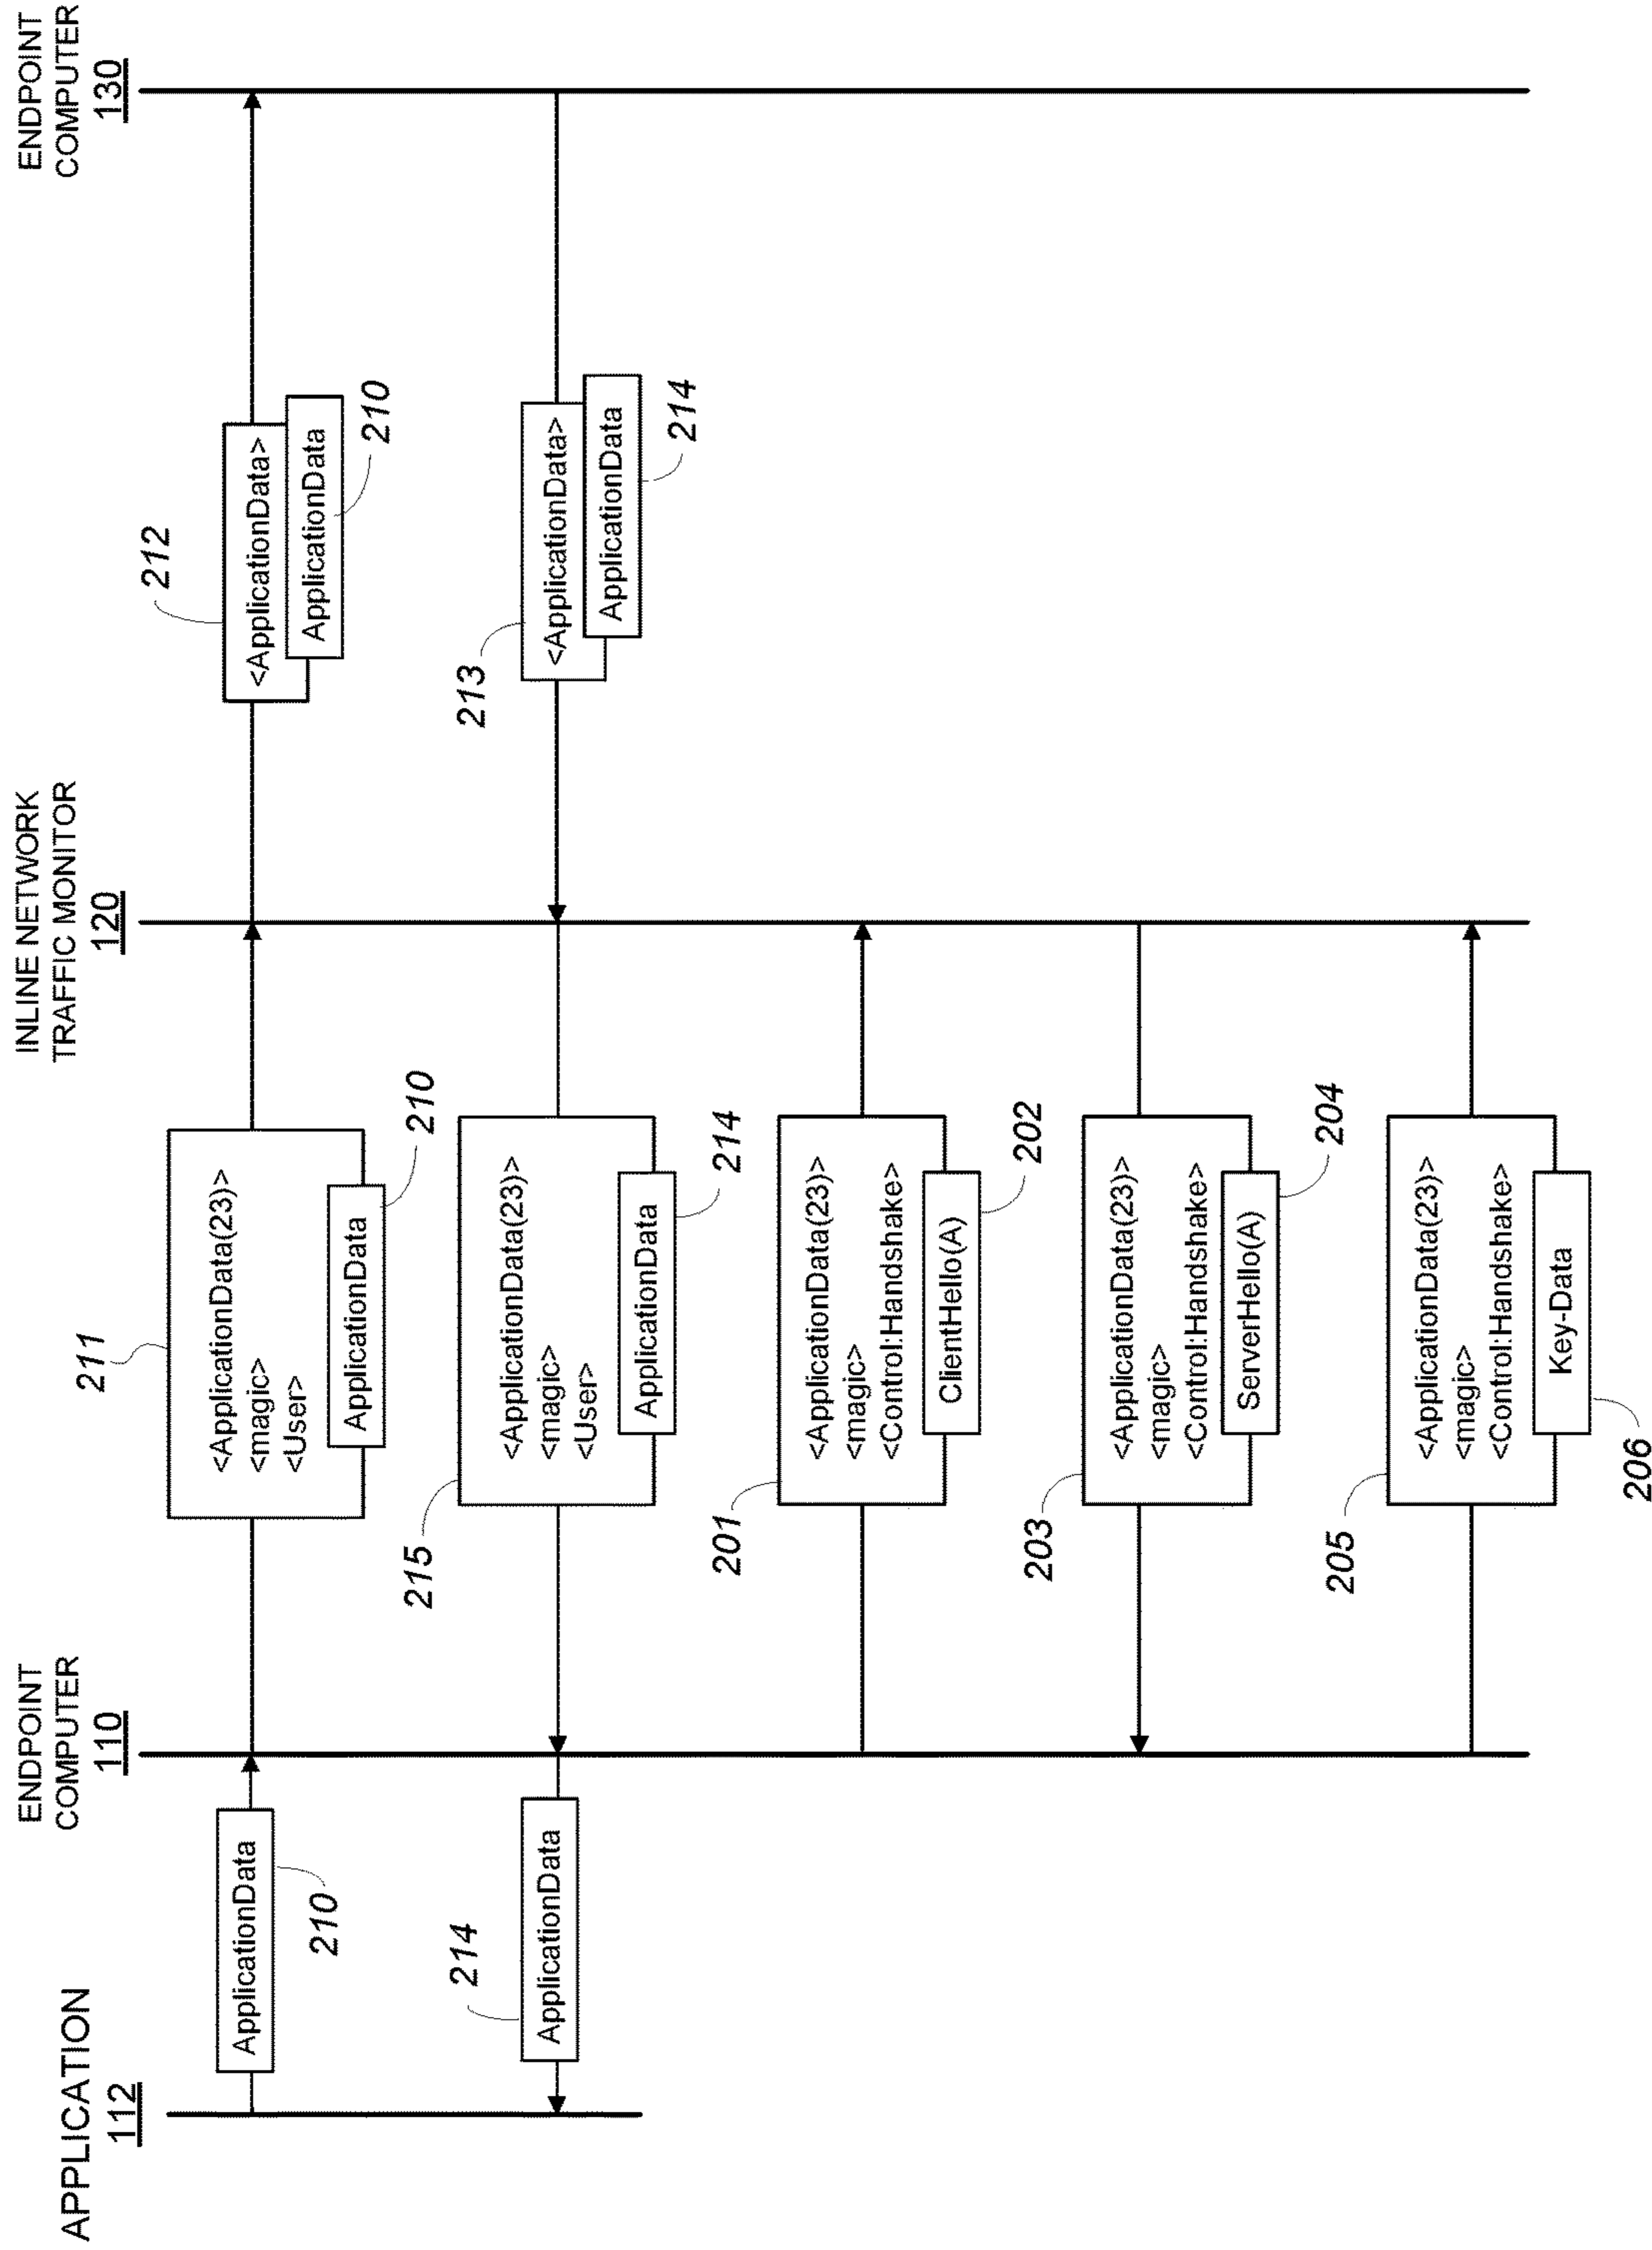 APPLICATION
112
ENDPOINT
COMPUTER
110
INLINE NETWORK
TRAFFIC MONITOR
120
ENDPOINT
COMPUTER
130
ApplicationData
210
211
<ApplicationData(23)>
<magic>
<User>
ApplicationData
210
212
<ApplicationData>
ApplicationData
210
214
ApplicationData
215
<ApplicationData(23)>
<magic>
<User>
ApplicationData
214
213
<ApplicationData>
ApplicationData
214
201
<ApplicationData(23)>
<magic>
<Control:Handshake>
ClientHello(A)
202
203
<ApplicationData(23)>
<magic>
<Control:Handshake>
ServerHello(A)
204
205
<ApplicationData(23)>
<magic>
<Control:Handshake>
Key-Data
206